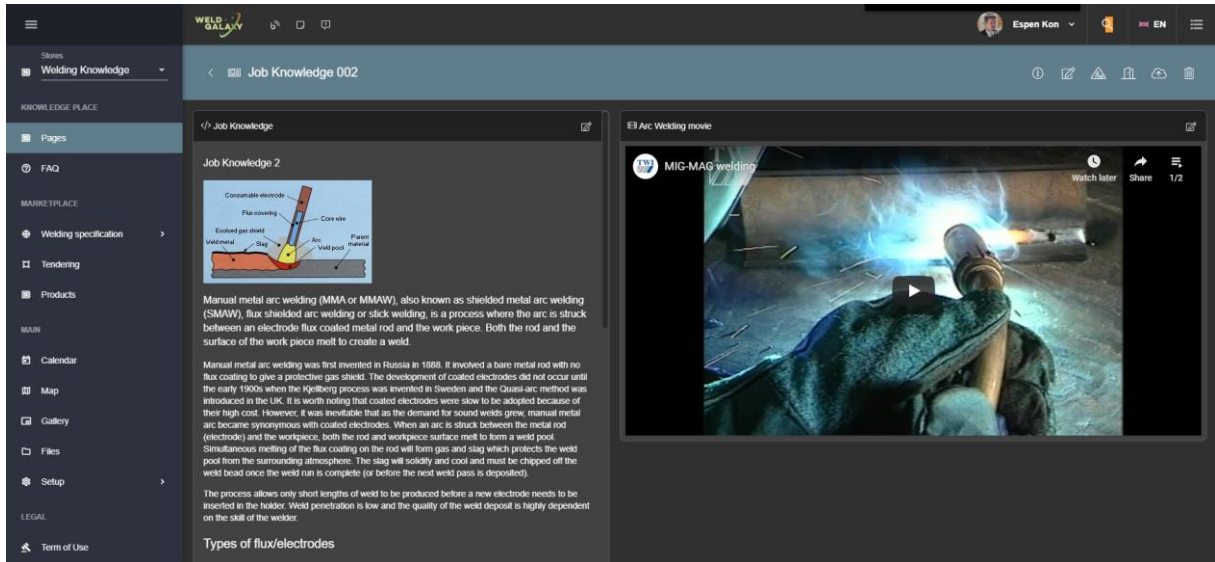 WELD
GALAXY
Espen Kon
EN
Stores
Welding Knowledge
Job Knowledge 002
KNOWLEDGE PLACE
Pages
FAQ
MARKETPLACE
Welding specification
Tendering
Products
MAIN
Calendar
Map
Gallery
Files
Setup
LEGAL
Term of Use
</> Job Knowledge
Job Knowledge 2
Consumable electrode
Flux covering
Core wire
Evolved gas shield
Weld metal
Slag
Arc
Weld pool
Parent
material
Manual metal arc welding (MMA or MMAW), also known as shielded metal arc welding
(SMAW), flux shielded arc welding or stick welding, is a process where the arc is struck
between an electrode flux coated metal rod and the work piece. Both the rod and the
surface of the work piece melt to create a weld.
Manual metal arc welding was first invented in Russia in 1888. It involved a bare metal rod with no
flux coating to give a protective gas shield. The development of coated electrodes did not occur until
the early 1900s when the Kjellberg process was invented in Sweden and the Quasi-arc method was
introduced in the UK. It is worth noting that coated electrodes were slow to be adopted because of
their high cost. However, it was inevitable that as the demand for sound welds grew, manual metal
arc became synonymous with coated electrodes. When an arc is struck between the metal rod
(electrode) and the workpiece, both the rod and workpiece surface melt to form a weld pool.
Simultaneous melting of the flux coating on the rod will form gas and slag which protects the weld
pool from the surrounding atmosphere. The slag will solidify and cool and must be chipped off the
weld bead once the weld run is complete (or before the next weld pass is deposited).
The process allows only short lengths of weld to be produced before a new electrode needs to be
inserted in the holder. Weld penetration is low and the quality of the weld deposit is highly dependent
on the skill of the welder.
Types of flux/electrodes
Arc Welding movie
TWI
MIG-MAG welding
Watch later
Share
1/2